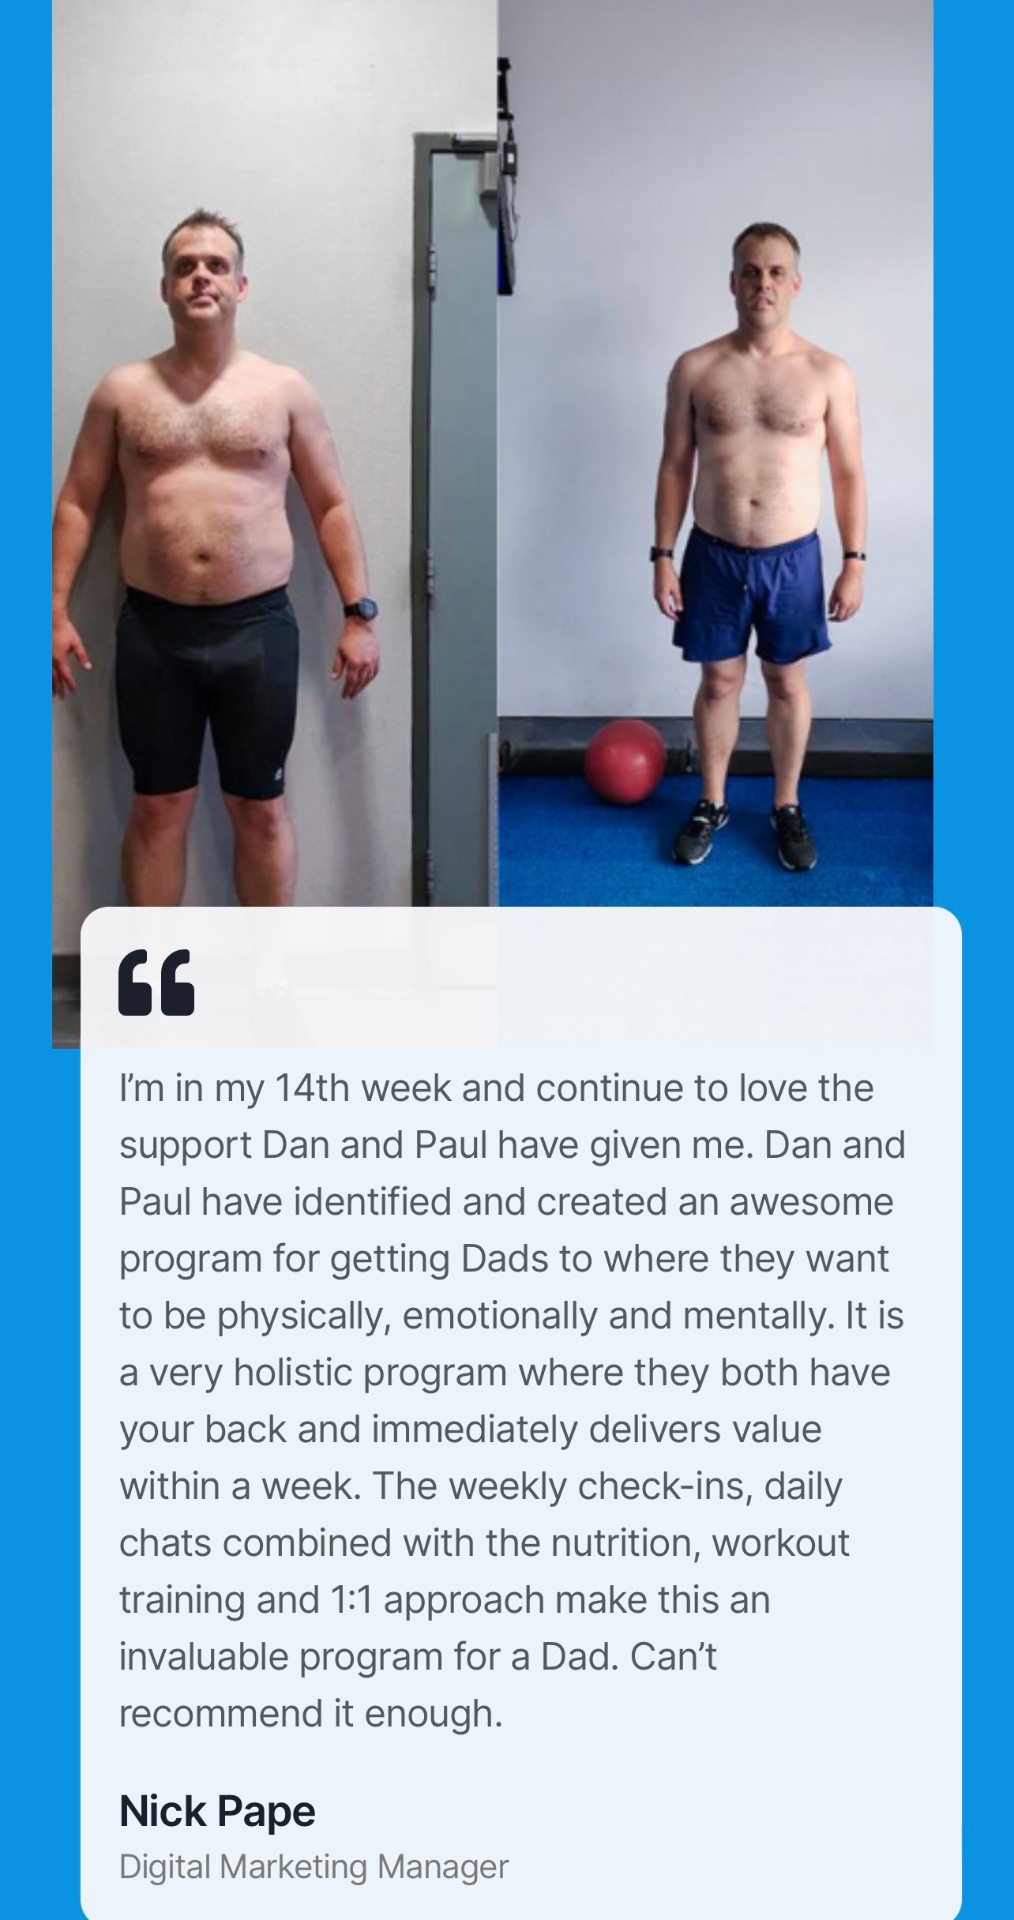 “
I’m in my 14th week and continue to love the
support Dan and Paul have given me. Dan and
Paul have identified and created an awesome
program for getting Dads to where they want
to be physically, emotionally and mentally. It is
a very holistic program where they both have
your back and immediately delivers value
within a week. The weekly check-ins, daily
chats combined with the nutrition, workout
training and 1:1 approach make this an
invaluable program for a Dad. Can’t
recommend it enough.
Nick Pape
Digital Marketing Manager